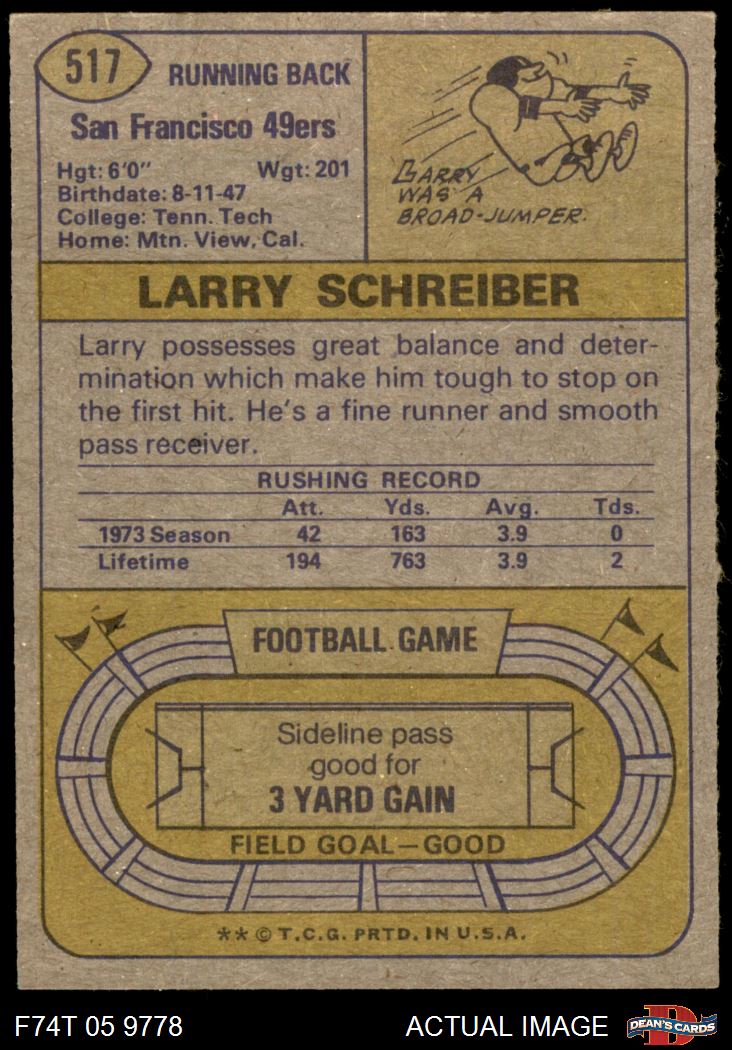 517
RUNNING BACK
San Francisco 49ers
Hgt: 6'0" Wgt: 201
Birthdate: 8-11-47
College: Tenn. Tech
Home: Mtn. View, Cal.
LARRY
WAS A
BROAD-JUMPER.
LARRY SCHREIBER
Larry possesses great balance and deter-
mination which make him tough to stop on
the first hit. He's a fine runner and smooth
pass receiver.
RUSHING RECORD
Att. Yds. Avg. Tds.
1973 Season 42 163 3.9 0
Lifetime 194 763 3.9 2
FOOTBALL GAME
Sideline pass
good for
3 YARD GAIN
FIELD GOAL—GOOD
** © T.C.G. PRTD. IN U.S.A.
F74T 05 9778 ACTUAL IMAGE DEAN'S CARDS